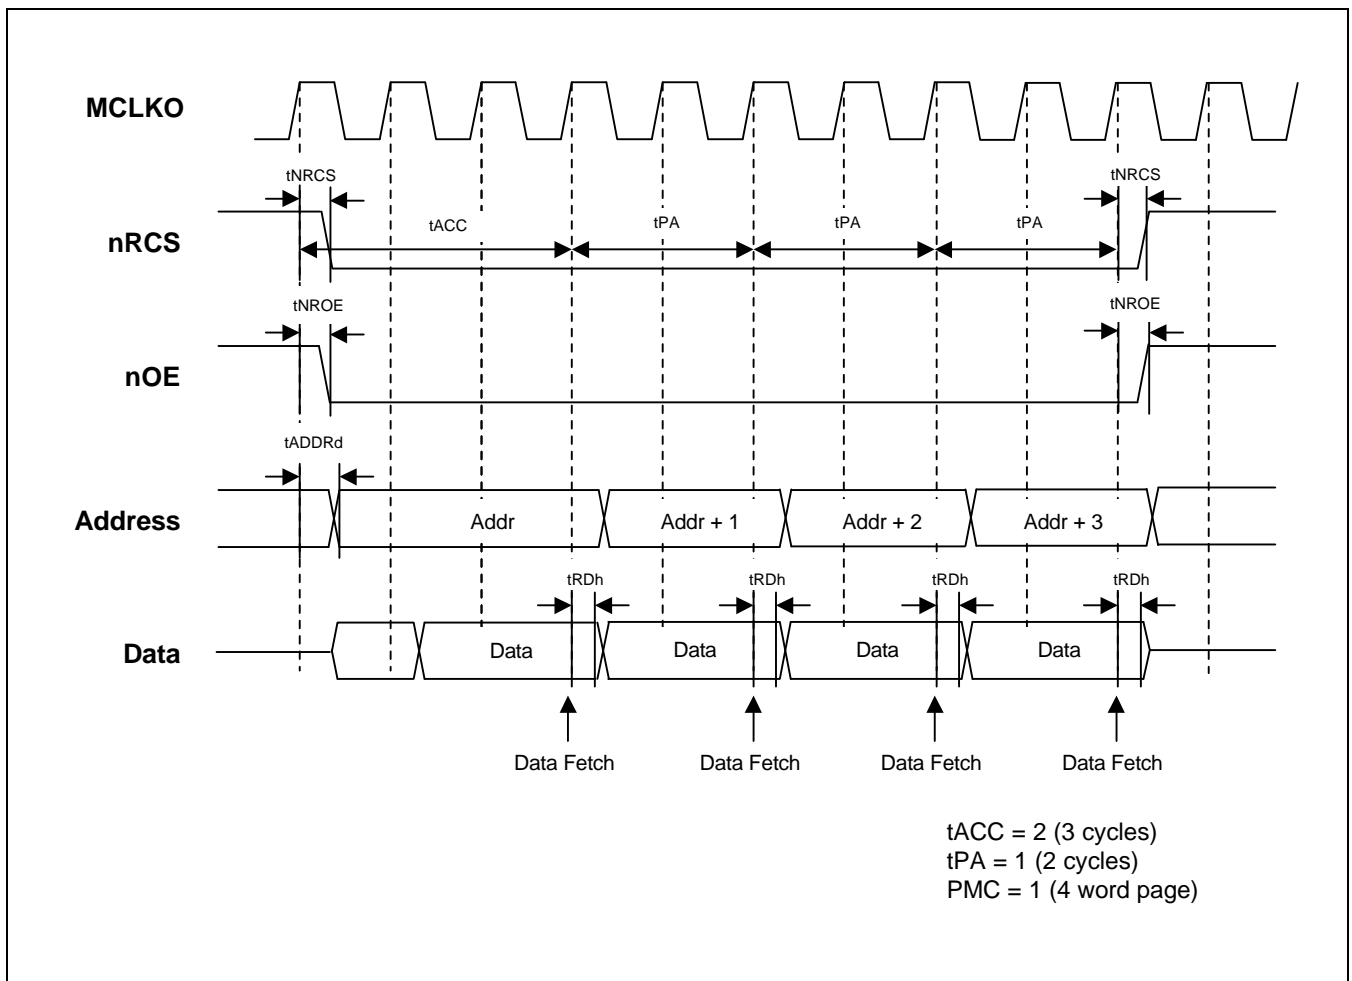 MCLKO
tNRCS
tNRCS
nRCS
tACC
tPA
tPA
tPA
tNROE
tNROE
nOE
tADDRd
Address
Addr
Addr + 1
Addr + 2
Addr + 3
tRDh
tRDh
tRDh
tRDh
Data
Data
Data
Data
Data
Data Fetch
Data Fetch
Data Fetch
Data Fetch
tACC = 2 (3 cycles)
tPA = 1 (2 cycles)
PMC = 1 (4 word page)